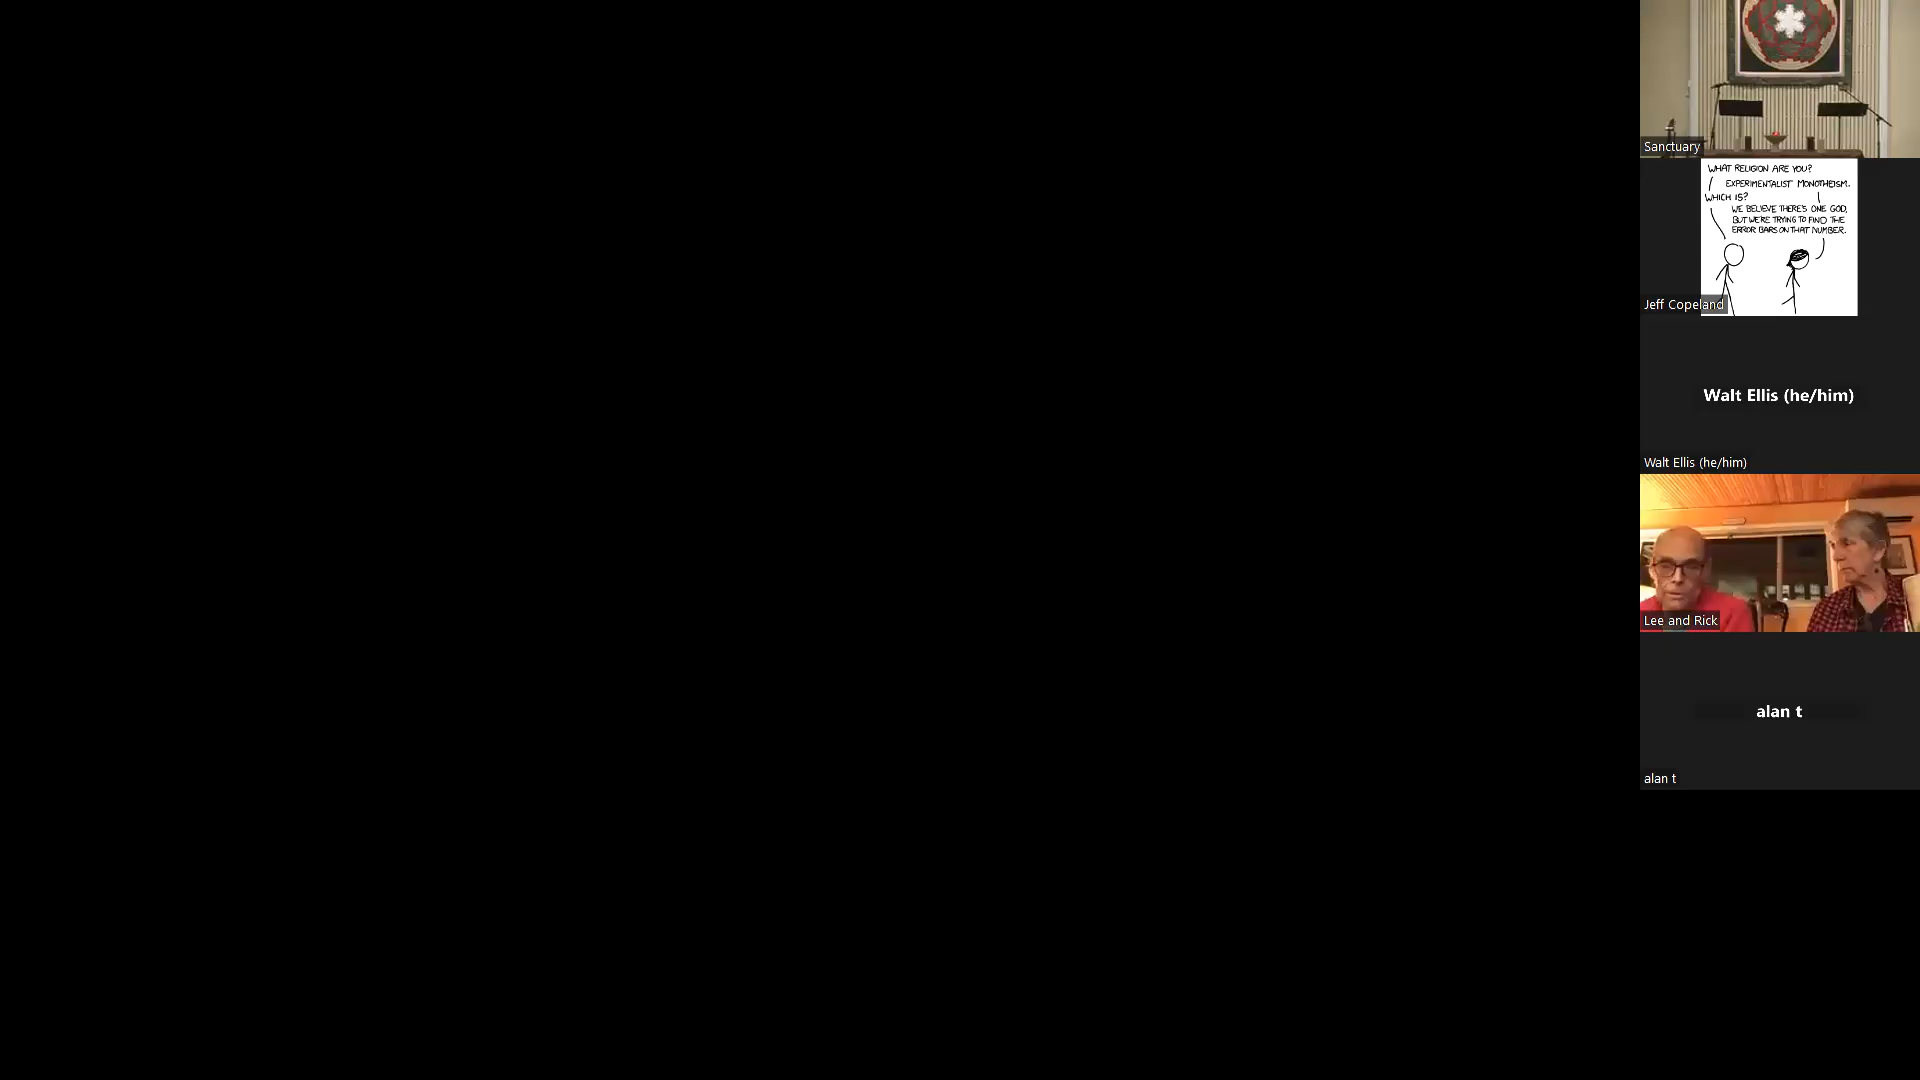 Sanctuary
WHAT RELIGION ARE YOU?
EXPERIMENTALIST MONOTHEISM.
WHICH IS?
WE BELIEVE THERE'S ONE GOD,
BUT WE'RE TRYING TO FIND THE
ERROR BARS ON THAT NUMBER.
Jeff Copeland
Walt Ellis (he/him)
Walt Ellis (he/him)
Lee and Rick
alan t
alan t